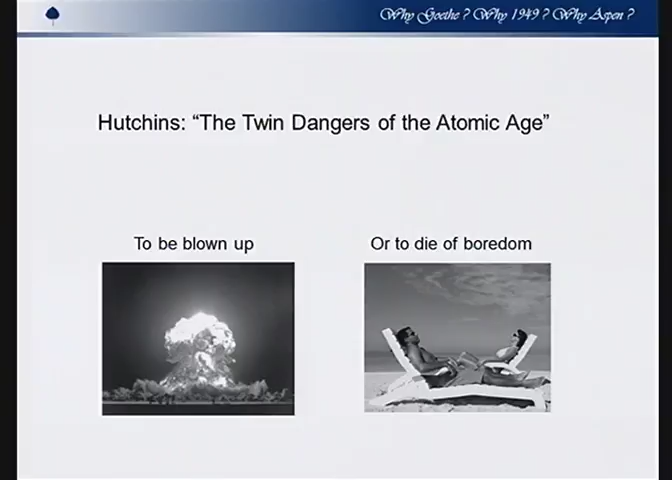 Why Goethe ? Why 1949 ? Why Aspen ?
Hutchins: “The Twin Dangers of the Atomic Age”
To be blown up
Or to die of boredom